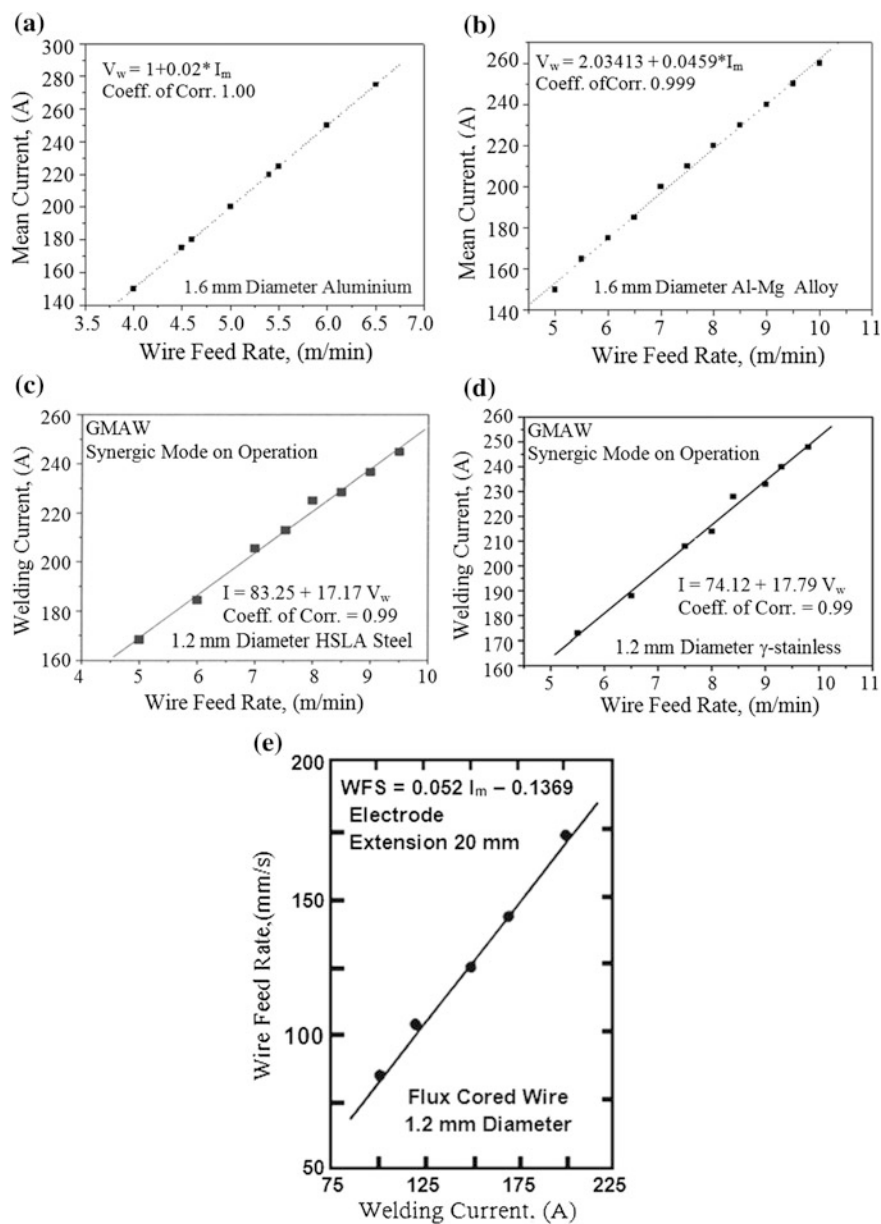 (a)
V_w = 1+0.02* I_m
Coeff. of Corr. 1.00
300
280
260
240
220
200
180
160
140
Mean Current, (A)
1.6 mm Diameter Aluminium
3.5 4.0 4.5 5.0 5.5 6.0 6.5 7.0
Wire Feed Rate, (m/min)
(b)
V_w = 2.03413 + 0.0459*I_m
Coeff. ofCorr. 0.999
260
240
220
200
180
160
140
Mean Current. (A)
1.6 mm Diameter Al-Mg Alloy
5 6 7 8 9 10 11
Wire Feed Rate, (m/min)
(c)
GMAW
Synergic Mode on Operation
260
240
220
200
180
160
Welding Current, (A)
I = 83.25 + 17.17 V_w
Coeff. of Corr. = 0.99
1.2 mm Diameter HSLA Steel
4 5 6 7 8 9 10
Wire Feed Rate, (m/min)
(d)
GMAW
Synergic Mode on Operation
260
250
240
230
220
210
200
190
180
170
160
Welding Current, (A)
I = 74.12 + 17.79 V_w
Coeff. of Corr. = 0.99
1.2 mm Diameter γ-stainless
5 6 7 8 9 10 11
Wire Feed Rate, (m/min)
(e)
WFS = 0.052 I_m – 0.1369
Electrode
Extension 20 mm
200
150
100
50
Wire Feed Rate,(mm/s)
Flux Cored Wire
1.2 mm Diameter
75 125 175 225
Welding Current. (A)